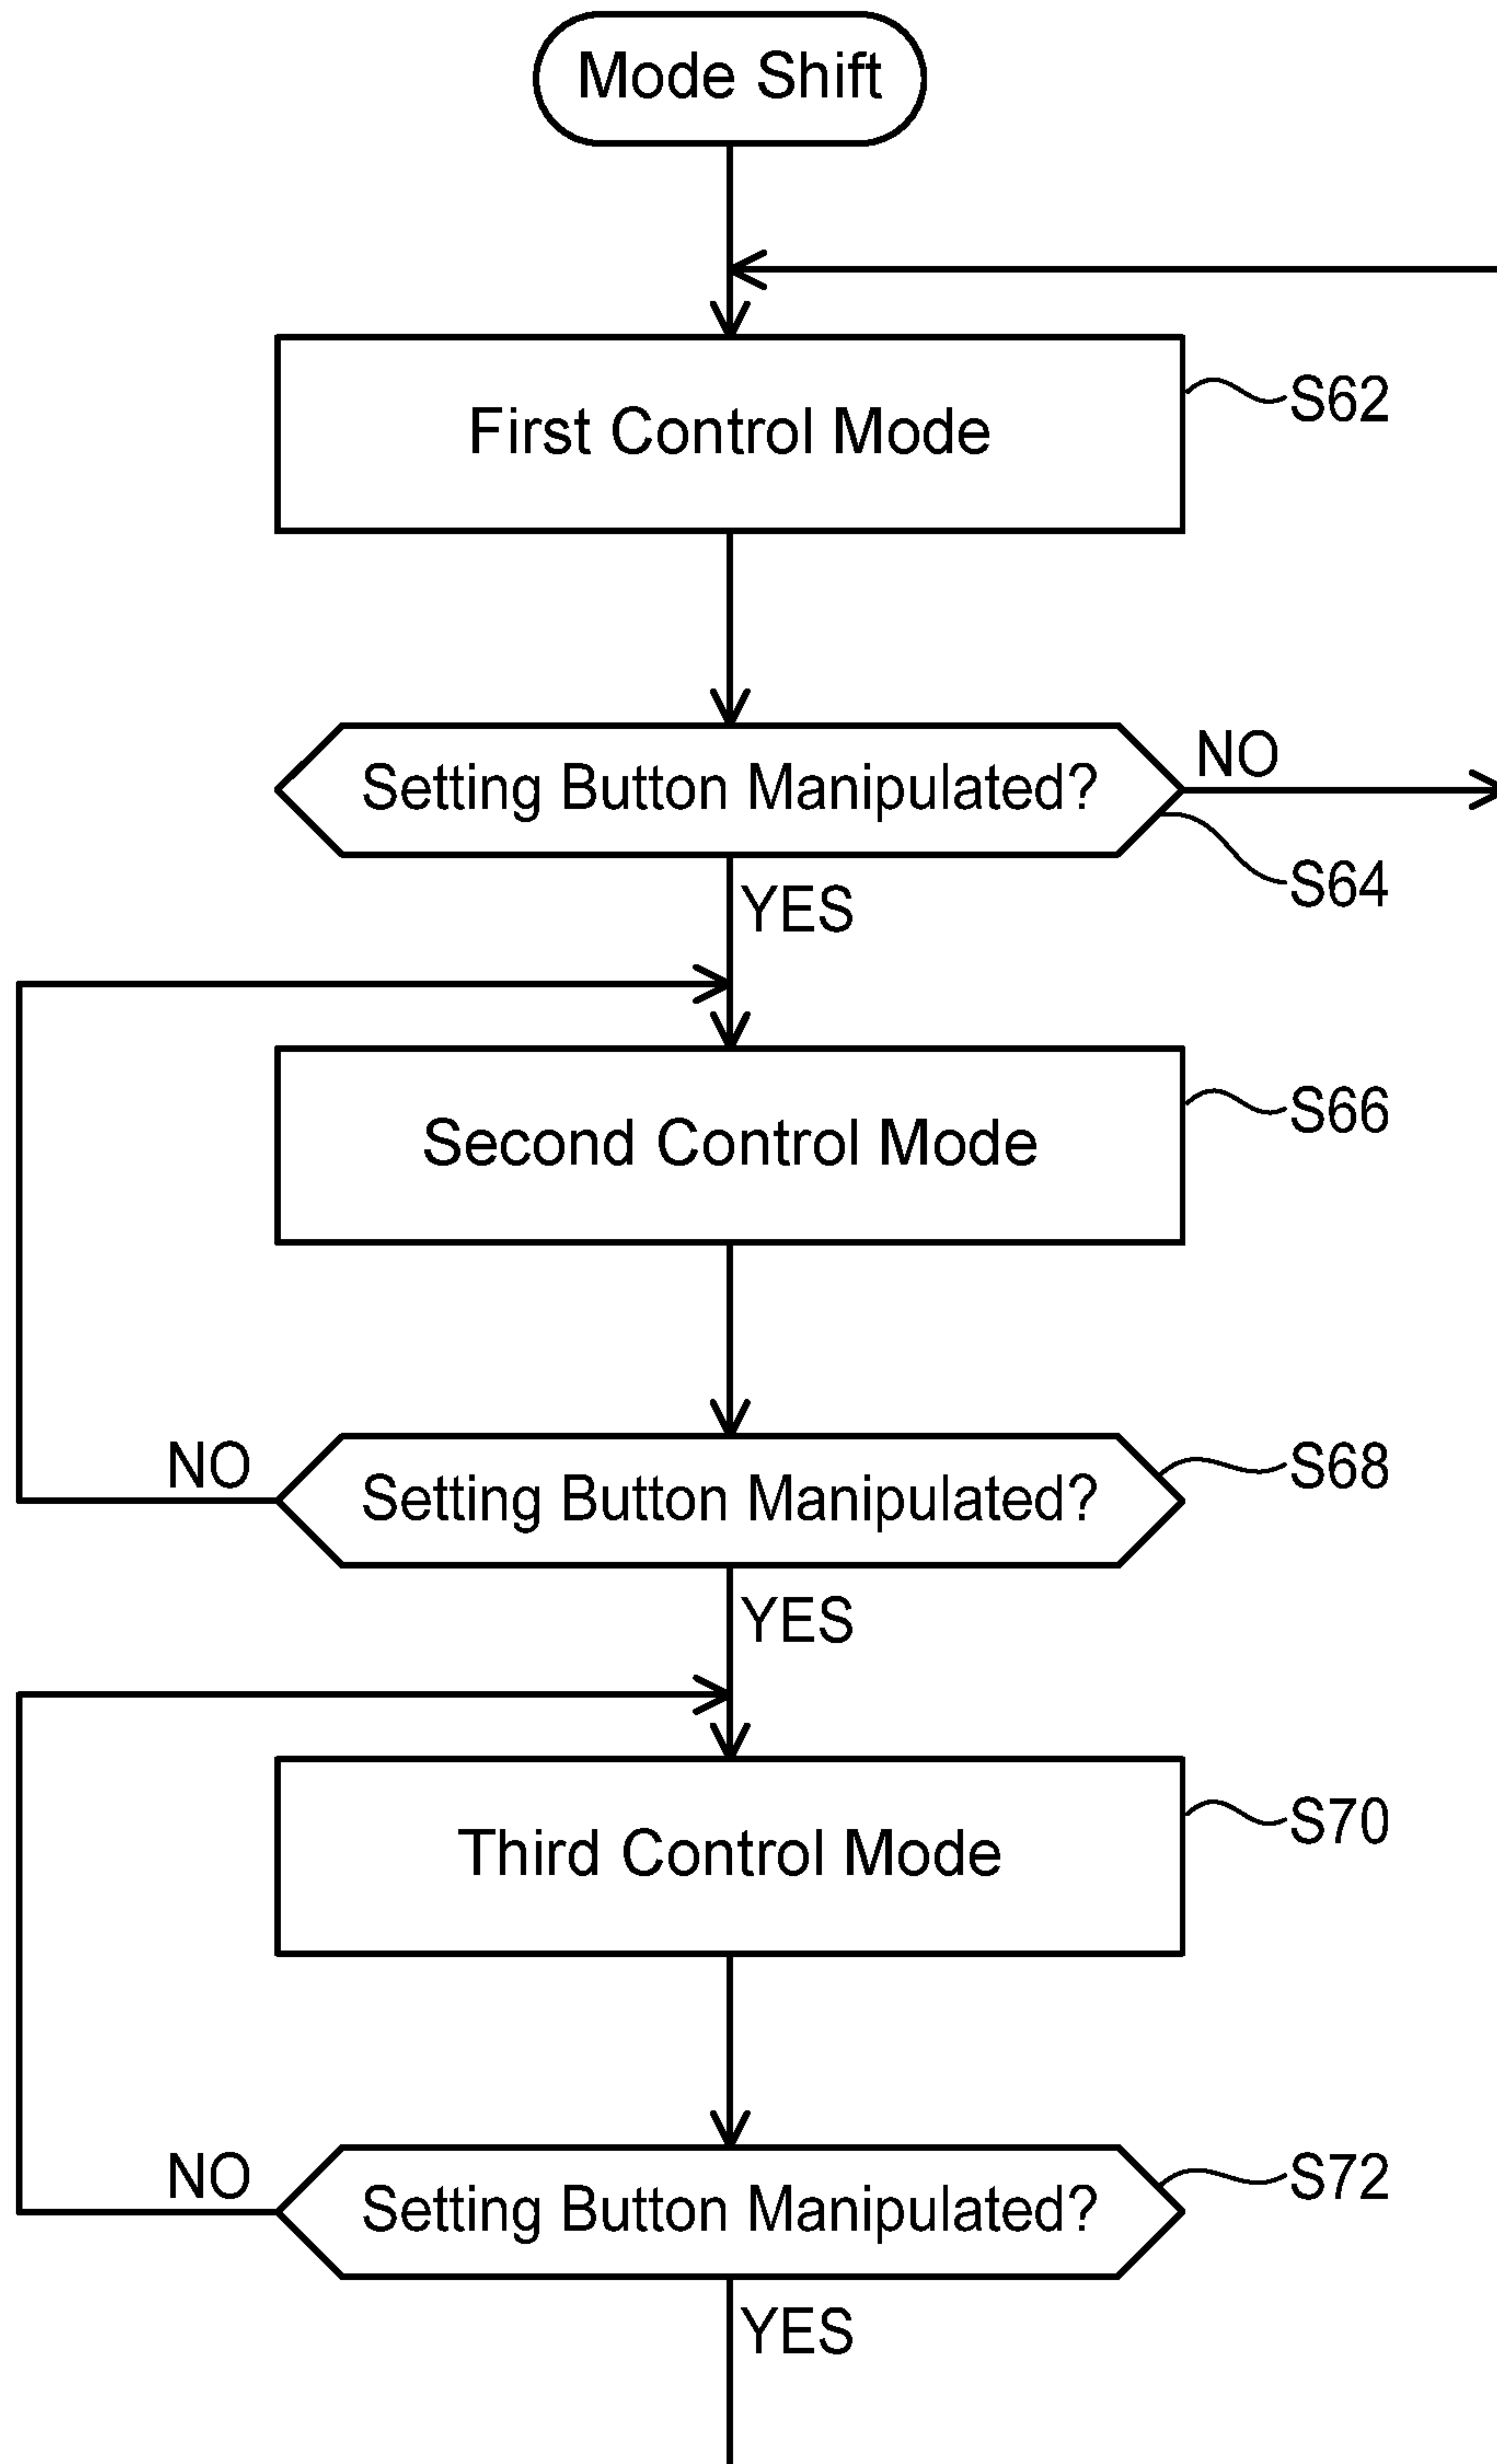 Mode Shift
First Control Mode
S62
Setting Button Manipulated?
NO
S64
YES
Second Control Mode
S66
NO
Setting Button Manipulated?
S68
YES
Third Control Mode
S70
NO
Setting Button Manipulated?
S72
YES